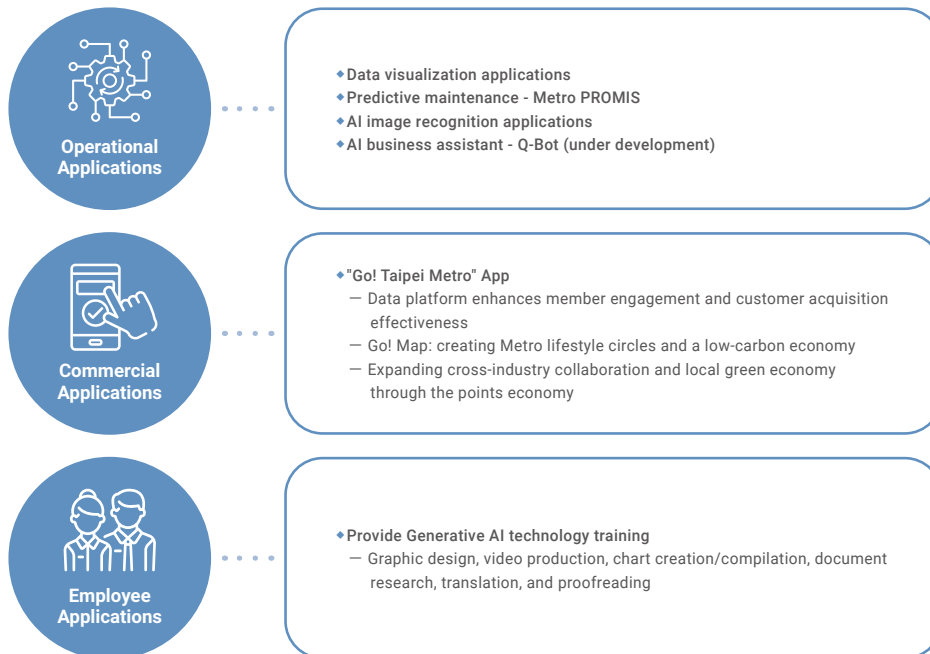 Operational
Applications
◆Data visualization applications
◆Predictive maintenance - Metro PROMIS
◆AI image recognition applications
◆AI business assistant - Q-Bot (under development)
Commercial
Applications
◆"Go! Taipei Metro" App
— Data platform enhances member engagement and customer acquisition
effectiveness
— Go! Map: creating Metro lifestyle circles and a low-carbon economy
— Expanding cross-industry collaboration and local green economy
through the points economy
Employee
Applications
◆Provide Generative AI technology training
— Graphic design, video production, chart creation/compilation, document
research, translation, and proofreading